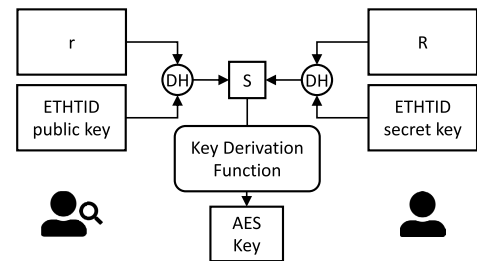 r
R
DH
S
DH
ETHTID
public key
ETHTID
secret key
Key Derivation
Function
AES
Key